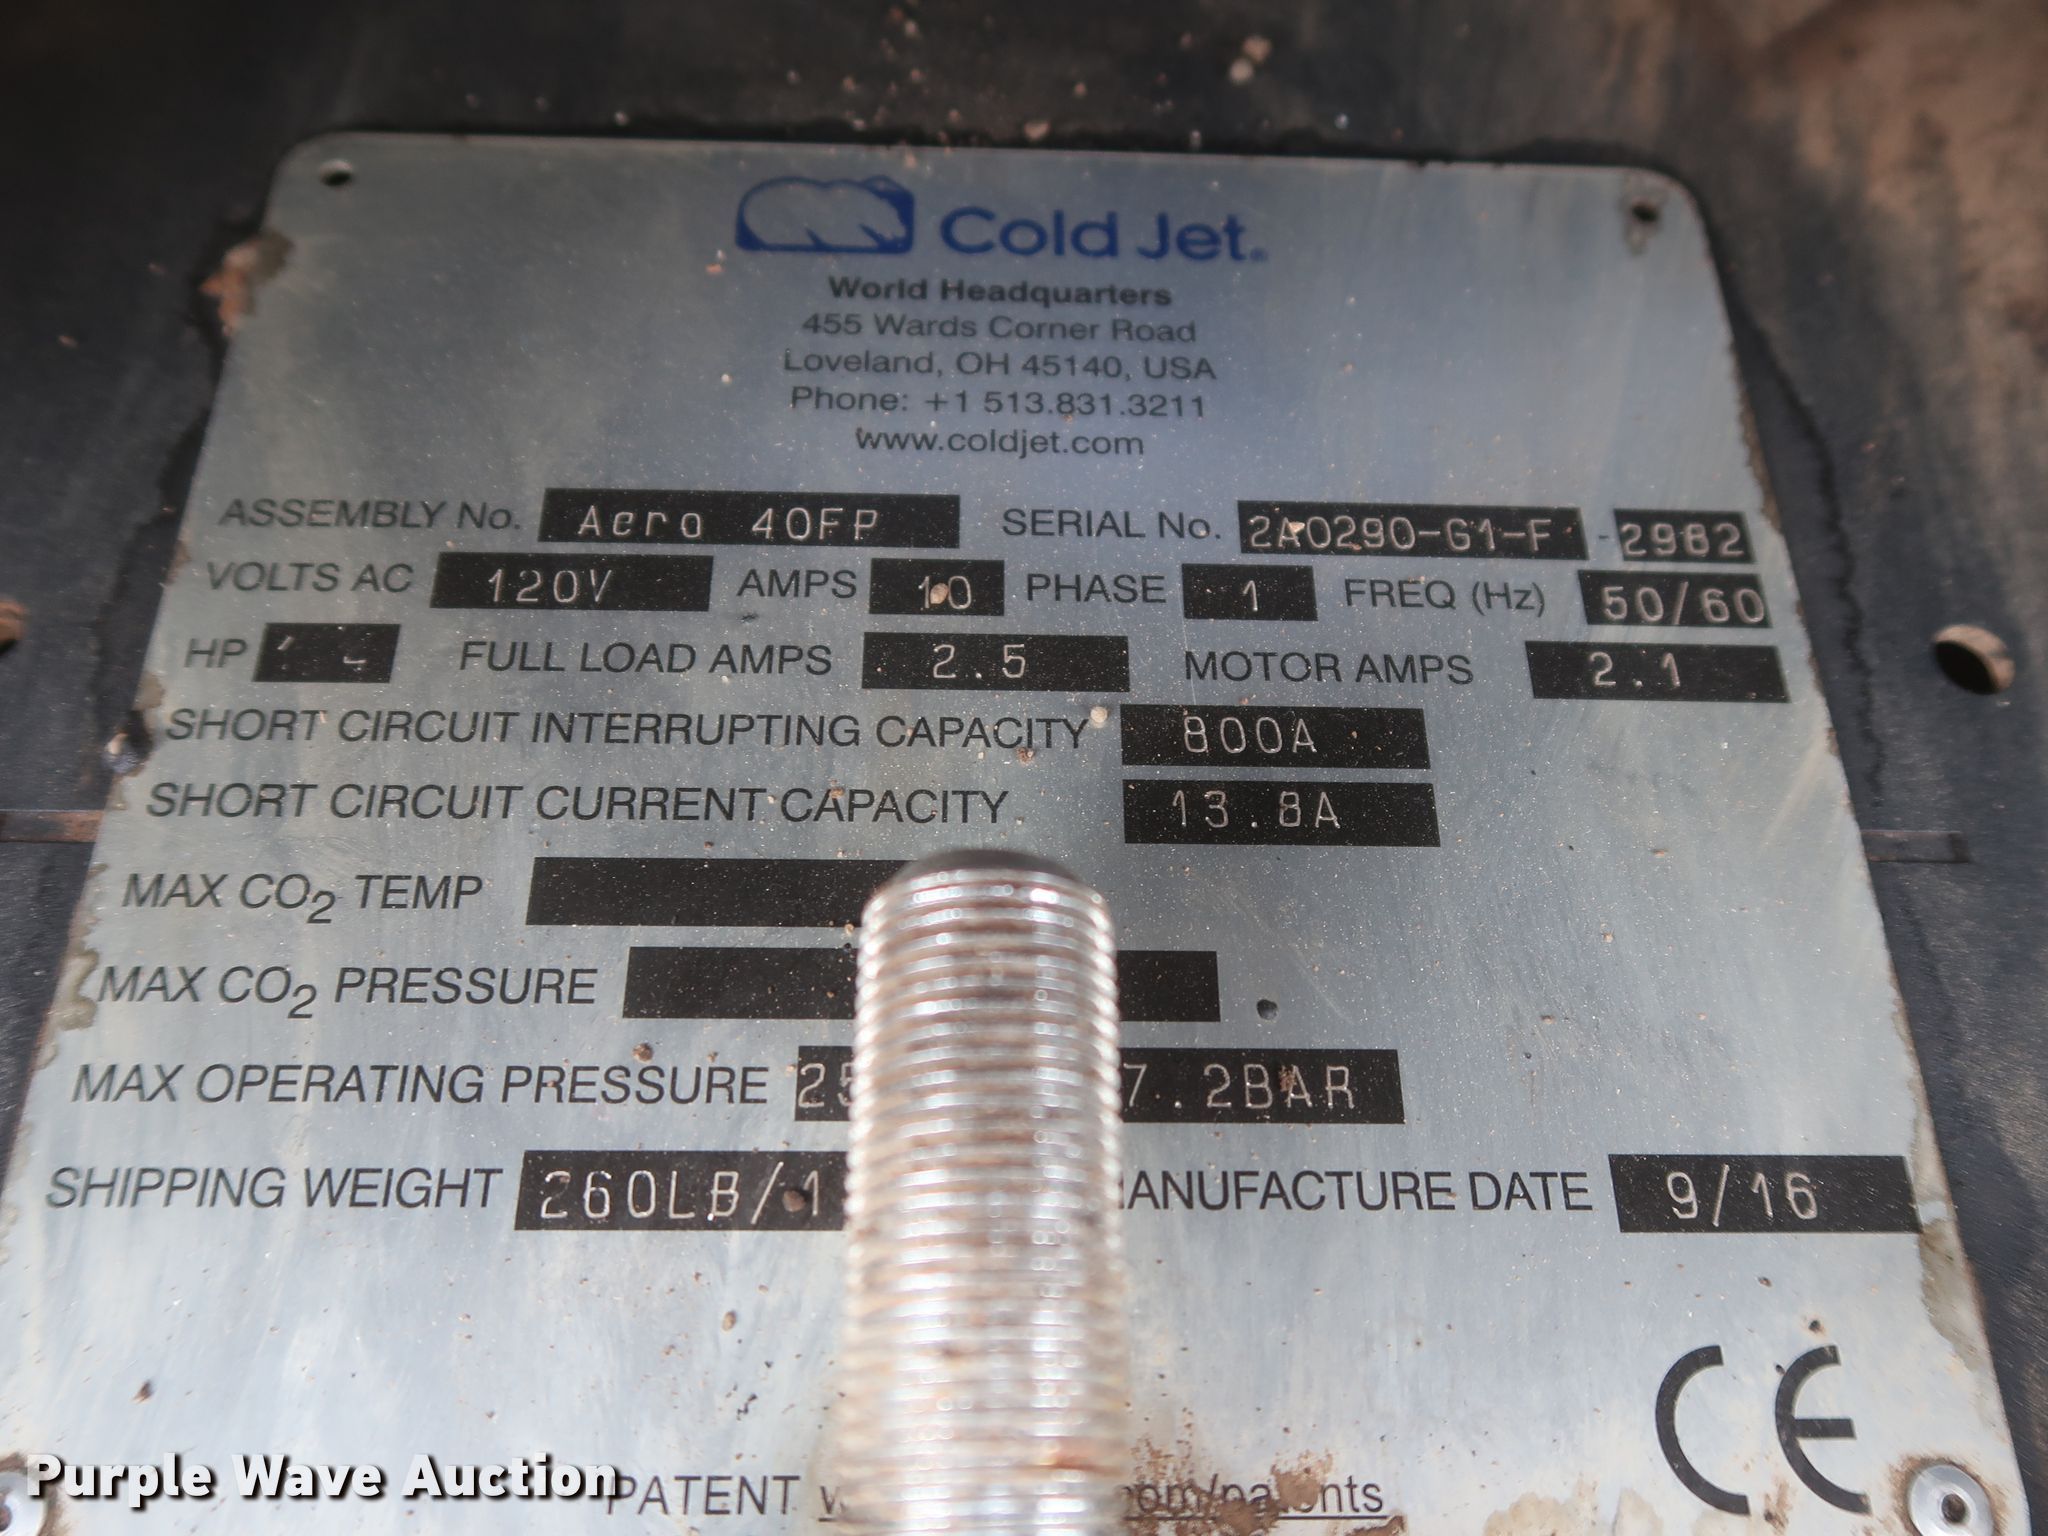 Cold Jet®
World Headquarters
455 Wards Corner Road
Loveland, OH 45140, USA
Phone: +1 513.831.3211
www.coldjet.com
ASSEMBLY No. Aero 40FP SERIAL No. 2A0290-G1-F - 2982
VOLTS AC 120V AMPS 10 PHASE 1 FREQ (Hz) 50/60
HP FULL LOAD AMPS 2.5 MOTOR AMPS 2.1
SHORT CIRCUIT INTERRUPTING CAPACITY 800A
SHORT CIRCUIT CURRENT CAPACITY 13.8A
MAX CO2 TEMP
MAX CO2 PRESSURE
MAX OPERATING PRESSURE 25 7.2BAR
SHIPPING WEIGHT 260LB/1 ANUFACTURE DATE 9/16
CE
PATENT
Purple Wave Auction